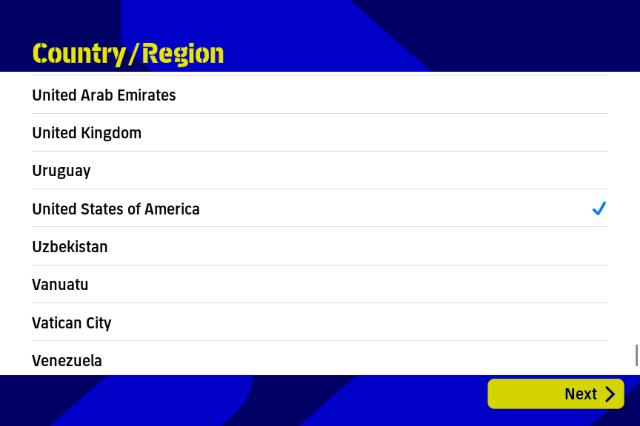 Country/Region
United Arab Emirates
United Kingdom
Uruguay
United States of America
Uzbekistan
Vanuatu
Vatican City
Venezuela
Next